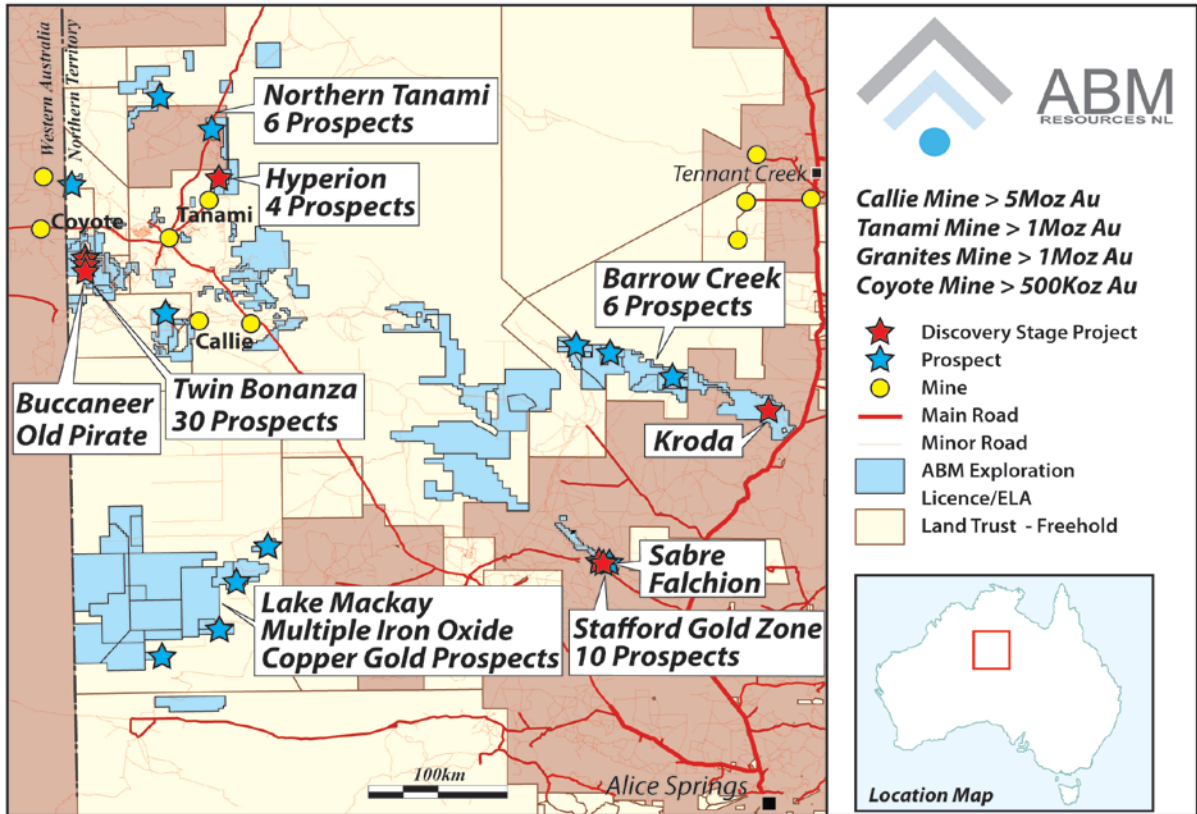 Western Australia
Northern Territory
Northern Tanami
6 Prospects
Hyperion
4 Prospects
Coyote
Tanami
Callie
Buccaneer
Old Pirate
Twin Bonanza
30 Prospects
Tennant Creek
Barrow Creek
6 Prospects
Kroda
Lake Mackay
Multiple Iron Oxide
Copper Gold Prospects
Sabre
Falchion
Stafford Gold Zone
10 Prospects
100km
Alice Springs
ABM
RESOURCES NL
Callie Mine > 5Moz Au
Tanami Mine > 1Moz Au
Granites Mine > 1Moz Au
Coyote Mine > 500Koz Au
Discovery Stage Project
Prospect
Mine
Main Road
Minor Road
ABM Exploration
Licence/ELA
Land Trust - Freehold
Location Map